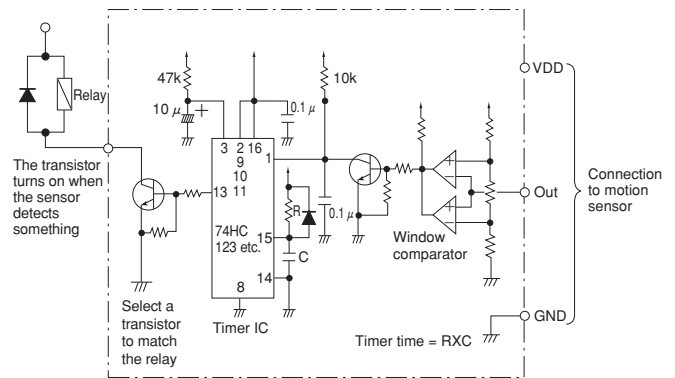 Relay
The transistor
turns on when
the sensor
detects
something
47k
10 μ
+
0.1 μ
10k
3
2
16
9
10
11
1
13
74HC
123 etc.
15
14
8
R
C
0.1 μ
Timer IC
Select a
transistor
to match
the relay
+
−
+
−
Window
comparator
Timer time = RXC
VDD
Out
GND
Connection
to motion
sensor